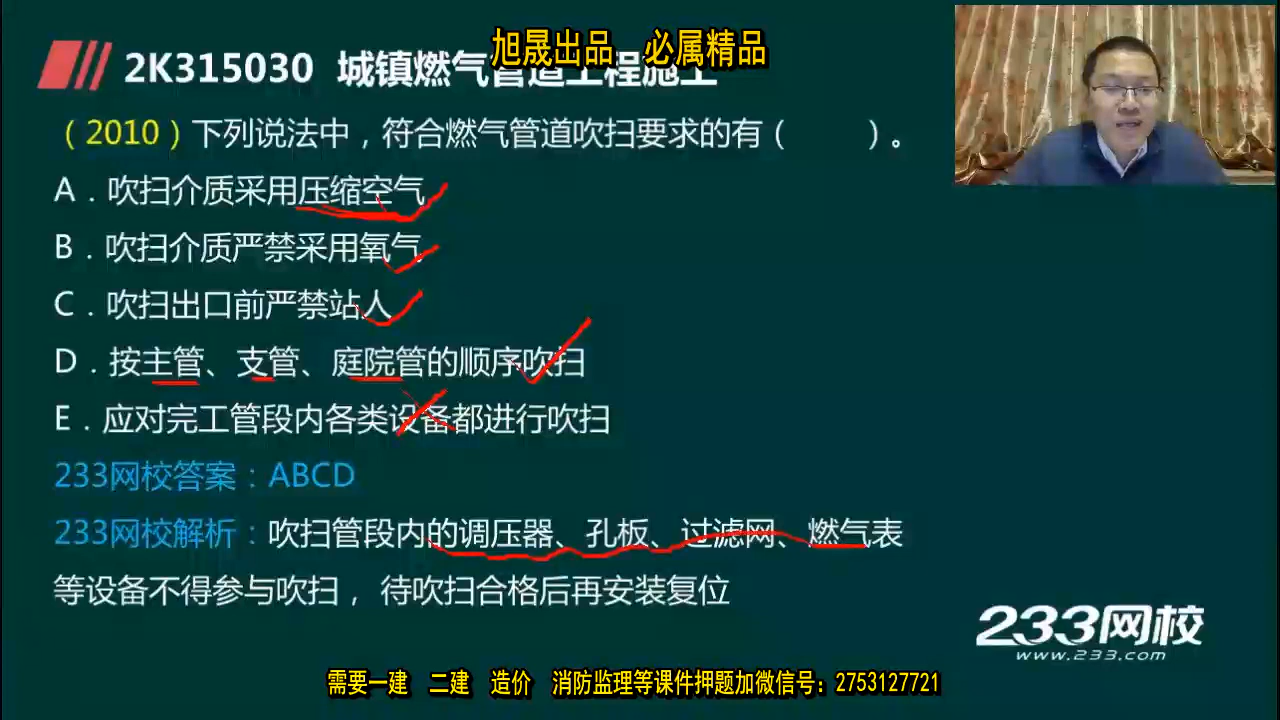 旭晟出品 必属精品
2K315030 城镇燃气管道工程施工
（2010）下列说法中，符合燃气管道吹扫要求的有（ ）。
A．吹扫介质采用压缩空气
B．吹扫介质严禁采用氧气
C．吹扫出口前严禁站人
D．按主管、支管、庭院管的顺序吹扫
E．应对完工管段内各类设备都进行吹扫
233网校答案：ABCD
233网校解析：吹扫管段内的调压器、孔板、过滤网、燃气表
等设备不得参与吹扫， 待吹扫合格后再安装复位
233网校
www.233.com
需要一建 二建 造价 消防监理等课件押题加微信号：2753127721